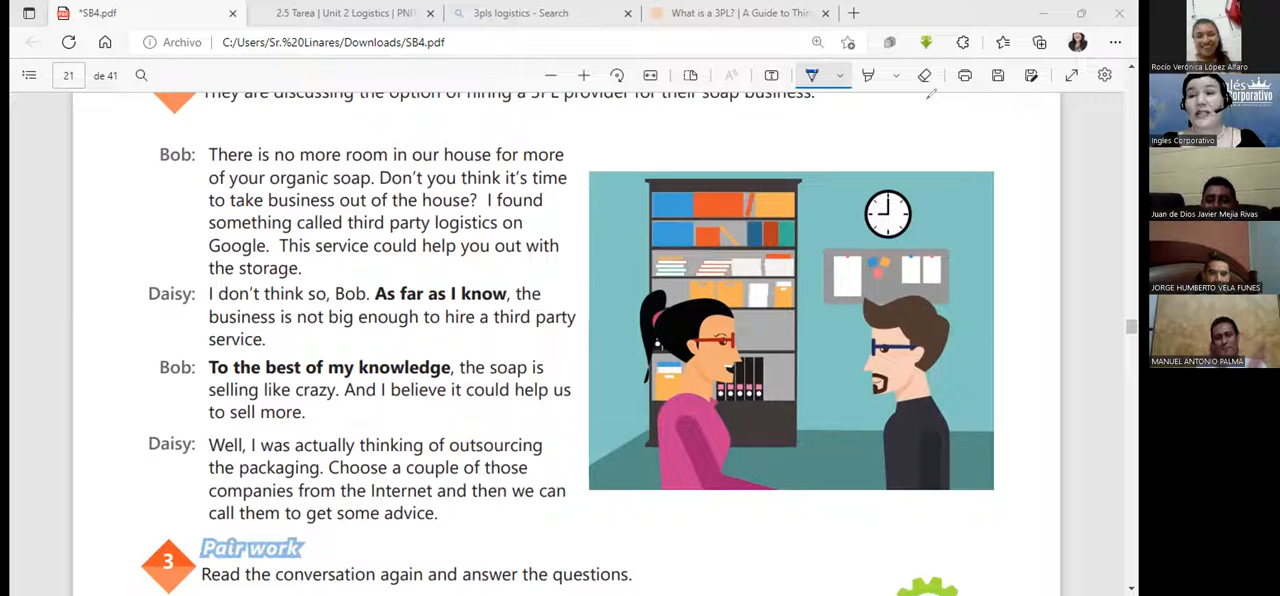 *SB4.pdf
2.5 Tarea | Unit 2 Logistics | PNI
3pls logistics - Search
What is a 3PL? | A Guide to Thir
Archivo
C:/Users/Sr.%20Linares/Downloads/SB4.pdf
21
de 41
They are discussing the option of hiring a 3PL provider for their soap business.
Bob: There is no more room in our house for more
of your organic soap. Don't you think it's time
to take business out of the house? I found
something called third party logistics on
Google. This service could help you out with
the storage.
Daisy: I don't think so, Bob. As far as I know, the
business is not big enough to hire a third party
service.
Bob: To the best of my knowledge, the soap is
selling like crazy. And I believe it could help us
to sell more.
Daisy: Well, I was actually thinking of outsourcing
the packaging. Choose a couple of those
companies from the Internet and then we can
call them to get some advice.
3
Pair work
Read the conversation again and answer the questions.
Rocío Verónica López Alfaro
Ingles Corporativo
Juan de Dios Javier Mejia Rivas
JORGE HUMBERTO VELA FUNES
MANUEL ANTONIO PALMA